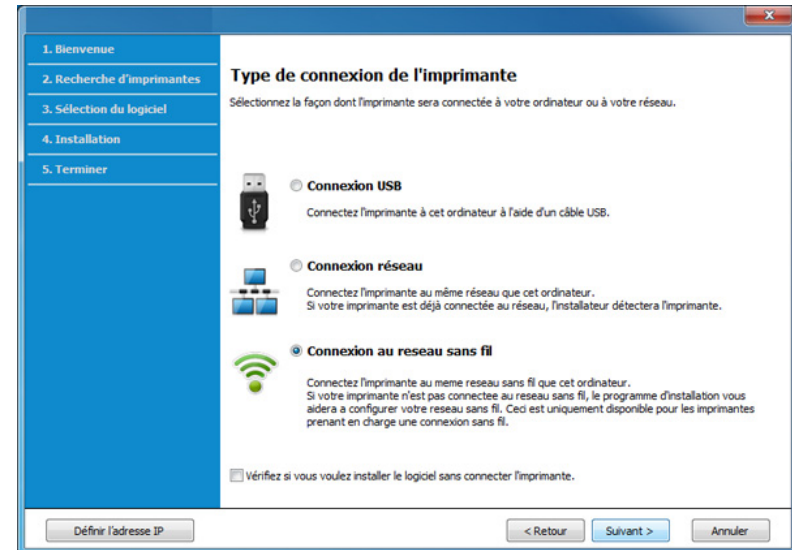 1. Bienvenue
2. Recherche d'imprimantes
3. Sélection du logiciel
4. Installation
5. Terminer
Type de connexion de l'imprimante
Sélectionnez la façon dont l'imprimante sera connectée à votre ordinateur ou à votre réseau.
Connexion USB
Connectez l'imprimante à cet ordinateur à l'aide d'un câble USB.
Connexion réseau
Connectez l'imprimante au même réseau que cet ordinateur.
Si votre imprimante est déjà connectée au réseau, l'installateur détectera l'imprimante.
Connexion au reseau sans fil
Connectez l'imprimante au meme reseau sans fil que cet ordinateur.
Si votre imprimante n'est pas connectee au reseau sans fil, le programme d'installation vous
aidera a configurer votre reseau sans fil. Ceci est uniquement disponible pour les imprimantes
prenant en charge une connexion sans fil.
Vérifiez si vous voulez installer le logiciel sans connecter l'imprimante.
Définir l'adresse IP
< Retour
Suivant >
Annuler